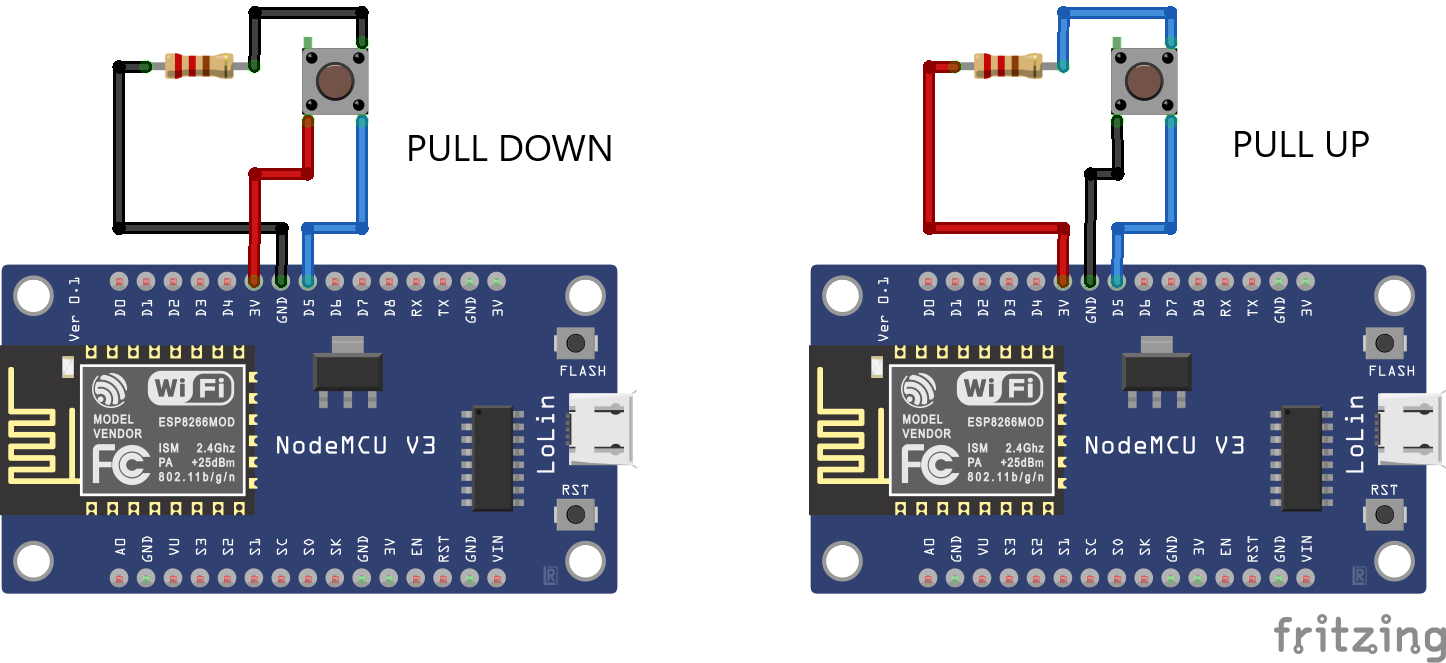 PULL DOWN
PULL UP
Ver 0.1
D0 D1 D2 D3 D4 3V GND D5 D6 D7 D8 RX TX GND 3V
FLASH
WiFi
MODEL
VENDOR
ESP8266MOD
FC
ISM 2.4Ghz
PA +25dBm
802.11b/g/n
NodeMCU V3
LoLin
RST
A0 GND VU S3 S2 S1 SC S0 SK GND 3V EN RST GND VIN
Ver 0.1
D0 D1 D2 D3 D4 3V GND D5 D6 D7 D8 RX TX GND 3V
FLASH
WiFi
MODEL
VENDOR
ESP8266MOD
FC
ISM 2.4Ghz
PA +25dBm
802.11b/g/n
NodeMCU V3
LoLin
RST
A0 GND VU S3 S2 S1 SC S0 SK GND 3V EN RST GND VIN
fritzing